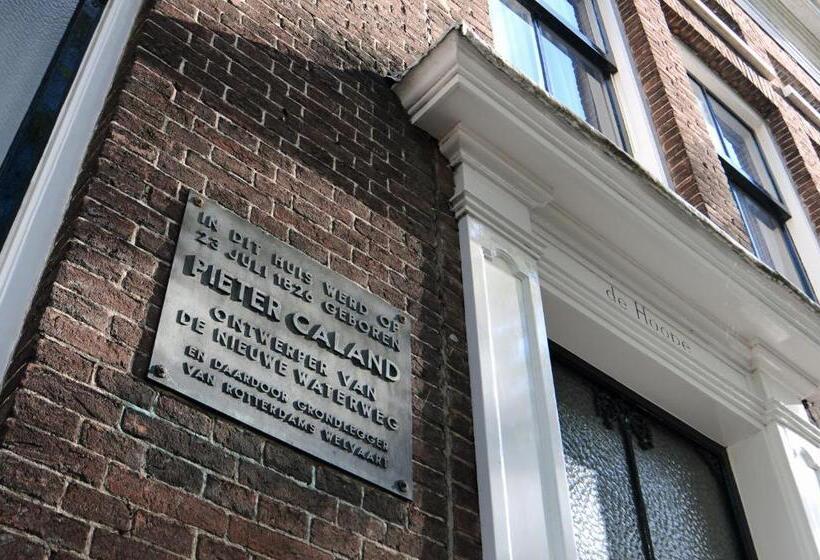 IN DIT HUIS WERD OP
23 JULI 1826 GEBOREN
PIETER CALAND
ONTWERPER VAN
DE NIEUWE WATERWEG
EN DAARDOOR GRONDLEGGER
VAN ROTTERDAMS WELVAART
de Hoope